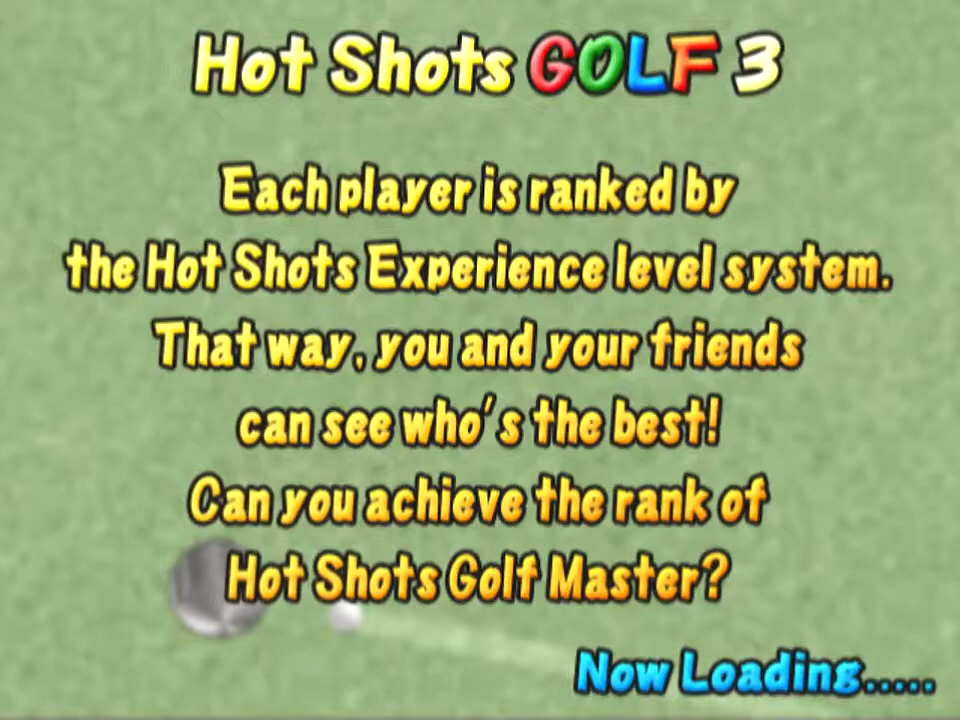 Hot Shots GOLF 3
Each player is ranked by
the Hot Shots Experience level system.
That way, you and your friends
can see who's the best!
Can you achieve the rank of
Hot Shots Golf Master?
Now Loading.....